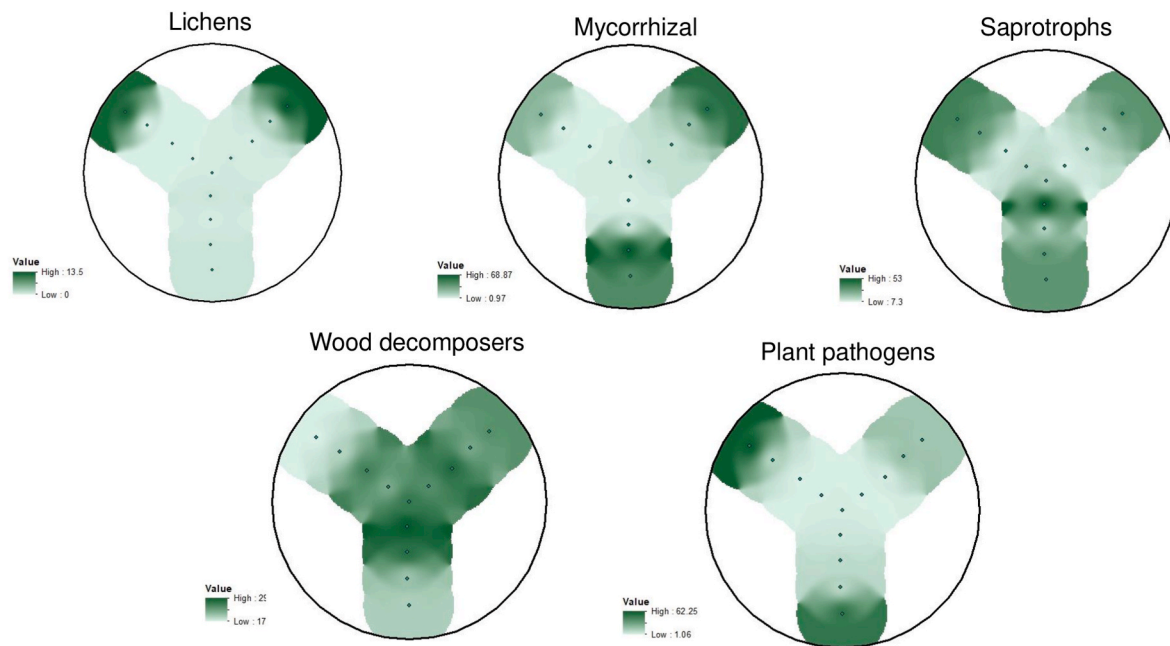 Lichens
Mycorrhizal
Saprotrophs
Value
High : 13.5
Low : 0
Value
High : 68.87
Low : 0.97
Value
High : 53
Low : 7.3
Wood decomposers
Plant pathogens
Value
High :
Low : 17
Value
High : 62.25
Low : 1.06